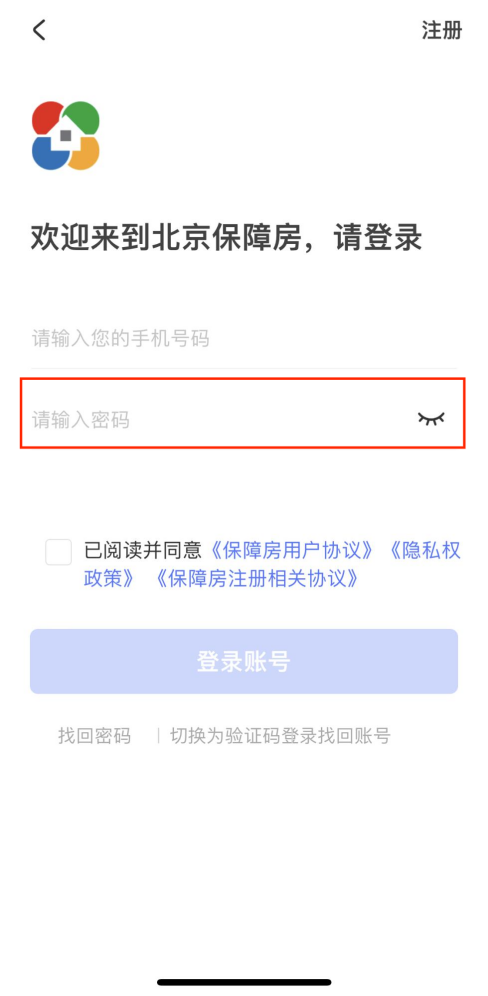 注册
欢迎来到北京保障房，请登录
请输入您的手机号码
请输入密码
已阅读并同意《保障房用户协议》《隐私权
政策》《保障房注册相关协议》
登录账号
找回密码 | 切换为验证码登录找回账号